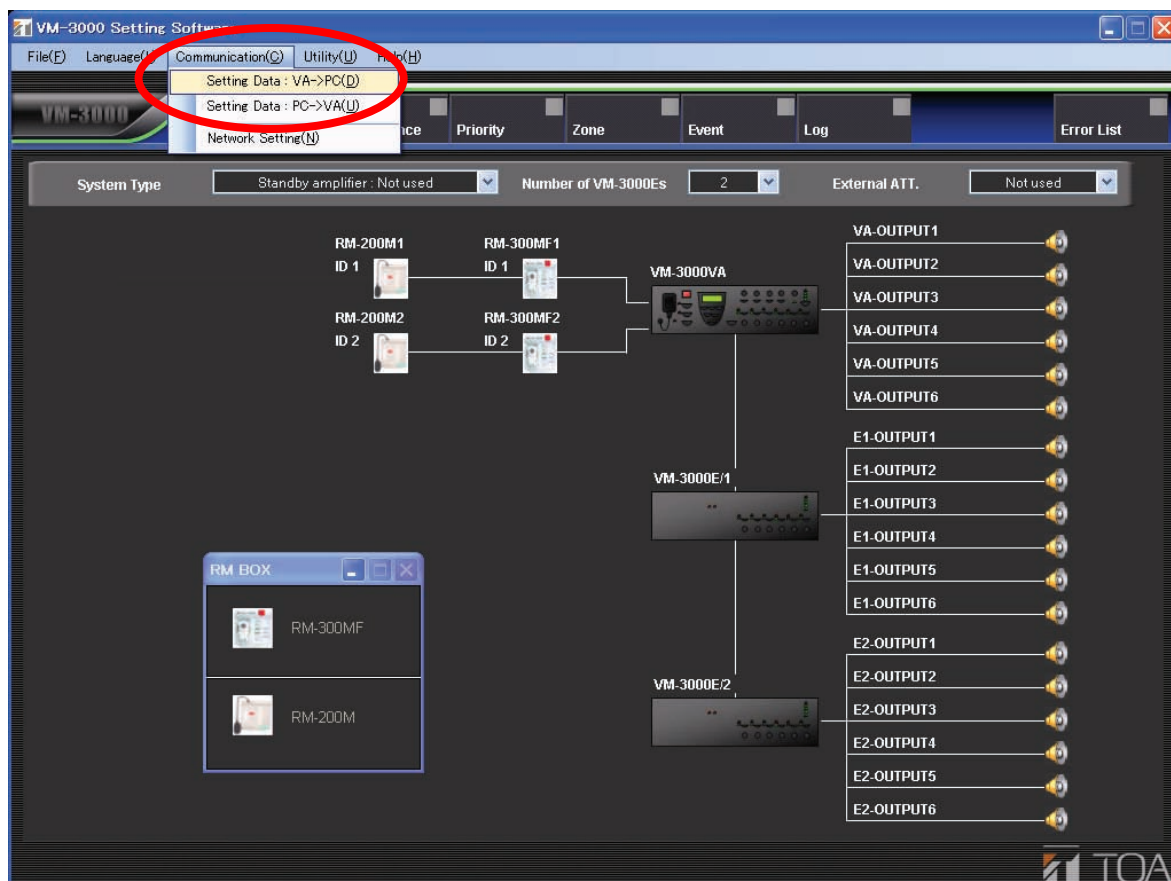 VM-3000 Setting
File(F) Communication(C) Utility(U)
Setting Data : VA->PC(D)
Setting Data : PC->VA(U)
Network Setting(N)
VM-3000
Priority Zone Event Log Error List
System Type Standby amplifier : Not used Number of VM-3000Es 2 External ATT. Not used
RM-200M1 RM-300MF1
ID 1 ID 1
RM-200M2 RM-300MF2
ID 2 ID 2
VM-3000VA
VA-OUTPUT1
VA-OUTPUT2
VA-OUTPUT3
VA-OUTPUT4
VA-OUTPUT5
VA-OUTPUT6
VM-3000E/1
E1-OUTPUT1
E1-OUTPUT2
E1-OUTPUT3
E1-OUTPUT4
E1-OUTPUT5
E1-OUTPUT6
RM BOX
RM-300MF
RM-200M
VM-3000E/2
E2-OUTPUT1
E2-OUTPUT2
E2-OUTPUT3
E2-OUTPUT4
E2-OUTPUT5
E2-OUTPUT6
TOA